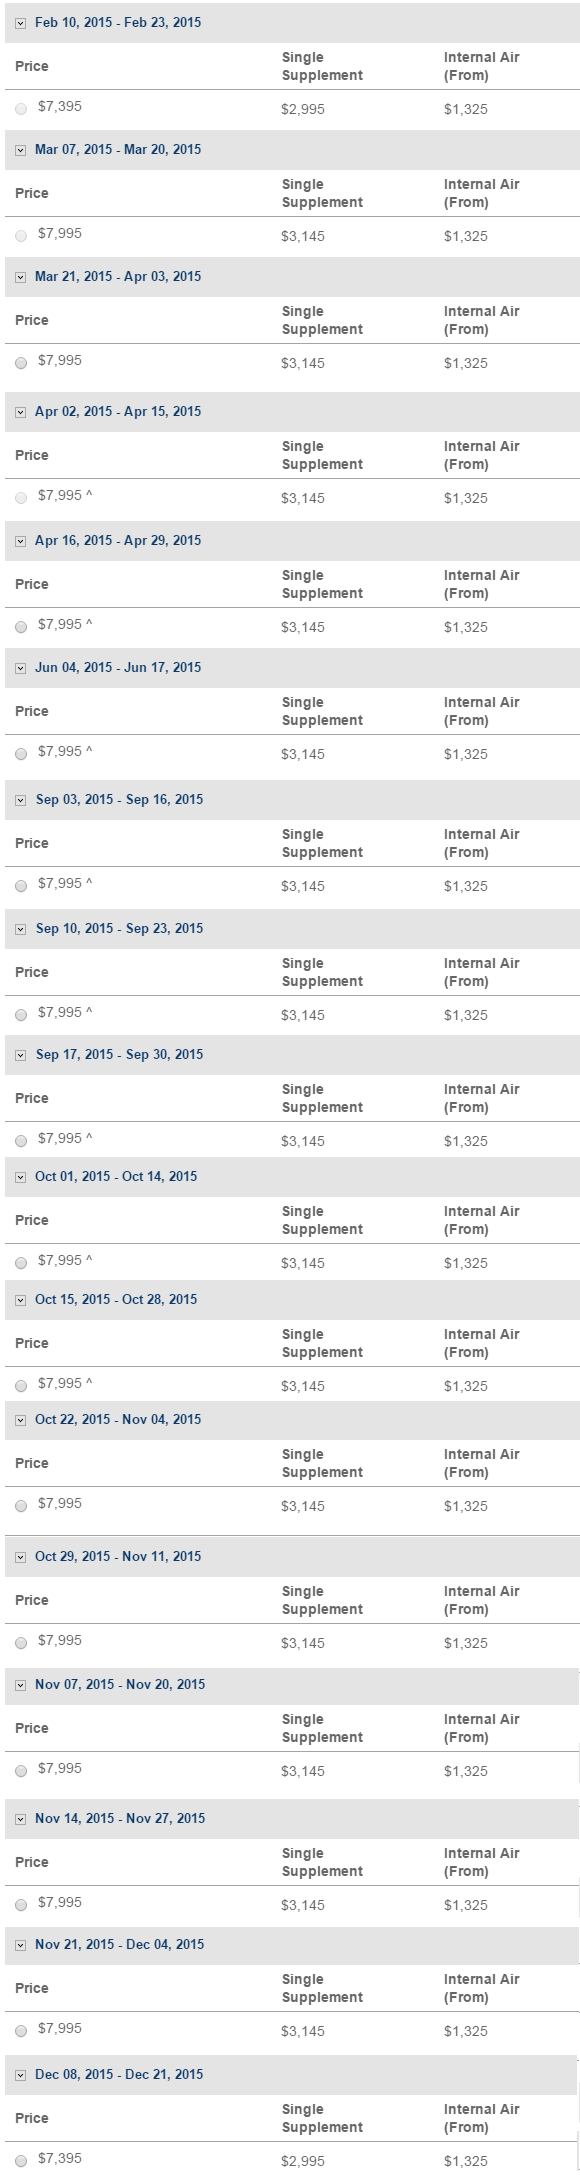 Feb 10, 2015 - Feb 23, 2015
Price Single Supplement Internal Air (From)
$7,395 $2,995 $1,325
Mar 07, 2015 - Mar 20, 2015
Price Single Supplement Internal Air (From)
$7,995 $3,145 $1,325
Mar 21, 2015 - Apr 03, 2015
Price Single Supplement Internal Air (From)
$7,995 $3,145 $1,325
Apr 02, 2015 - Apr 15, 2015
Price Single Supplement Internal Air (From)
$7,995 ^ $3,145 $1,325
Apr 16, 2015 - Apr 29, 2015
Price Single Supplement Internal Air (From)
$7,995 ^ $3,145 $1,325
Jun 04, 2015 - Jun 17, 2015
Price Single Supplement Internal Air (From)
$7,995 ^ $3,145 $1,325
Sep 03, 2015 - Sep 16, 2015
Price Single Supplement Internal Air (From)
$7,995 ^ $3,145 $1,325
Sep 10, 2015 - Sep 23, 2015
Price Single Supplement Internal Air (From)
$7,995 ^ $3,145 $1,325
Sep 17, 2015 - Sep 30, 2015
Price Single Supplement Internal Air (From)
$7,995 ^ $3,145 $1,325
Oct 01, 2015 - Oct 14, 2015
Price Single Supplement Internal Air (From)
$7,995 ^ $3,145 $1,325
Oct 15, 2015 - Oct 28, 2015
Price Single Supplement Internal Air (From)
$7,995 ^ $3,145 $1,325
Oct 22, 2015 - Nov 04, 2015
Price Single Supplement Internal Air (From)
$7,995 $3,145 $1,325
Oct 29, 2015 - Nov 11, 2015
Price Single Supplement Internal Air (From)
$7,995 $3,145 $1,325
Nov 07, 2015 - Nov 20, 2015
Price Single Supplement Internal Air (From)
$7,995 $3,145 $1,325
Nov 14, 2015 - Nov 27, 2015
Price Single Supplement Internal Air (From)
$7,995 $3,145 $1,325
Nov 21, 2015 - Dec 04, 2015
Price Single Supplement Internal Air (From)
$7,995 $3,145 $1,325
Dec 08, 2015 - Dec 21, 2015
Price Single Supplement Internal Air (From)
$7,395 $2,995 $1,325